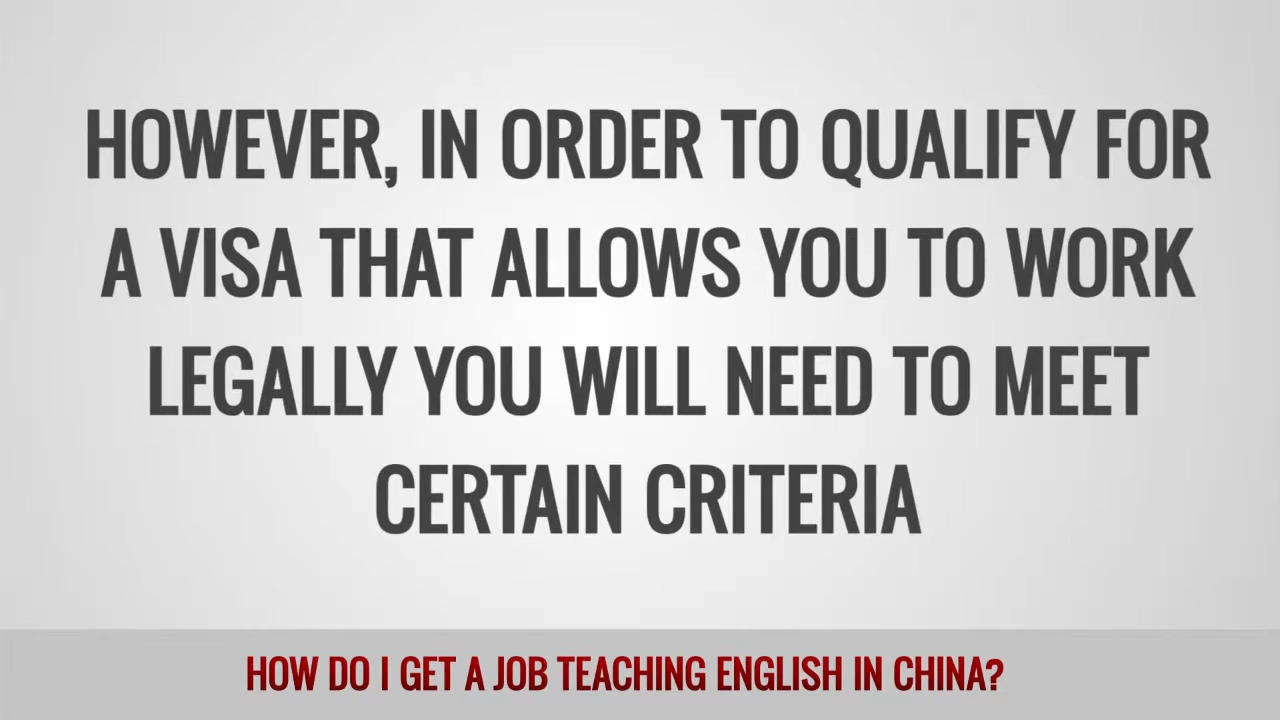 HOWEVER, IN ORDER TO QUALIFY FOR
A VISA THAT ALLOWS YOU TO WORK
LEGALLY YOU WILL NEED TO MEET
CERTAIN CRITERIA
HOW DO I GET A JOB TEACHING ENGLISH IN CHINA?